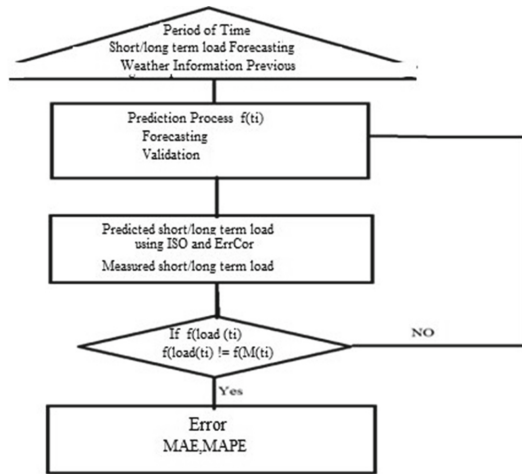 Period of Time
Short/long term load Forecasting
Weather Information Previous
Prediction Process f(ti)
Forecasting
Validation
Predicted short/long term load
using ISO and ErrCor
Measured short/long term load
If f(load (ti)
f(load(ti) != f(M(ti)
NO
Yes
Error
MAE,MAPE